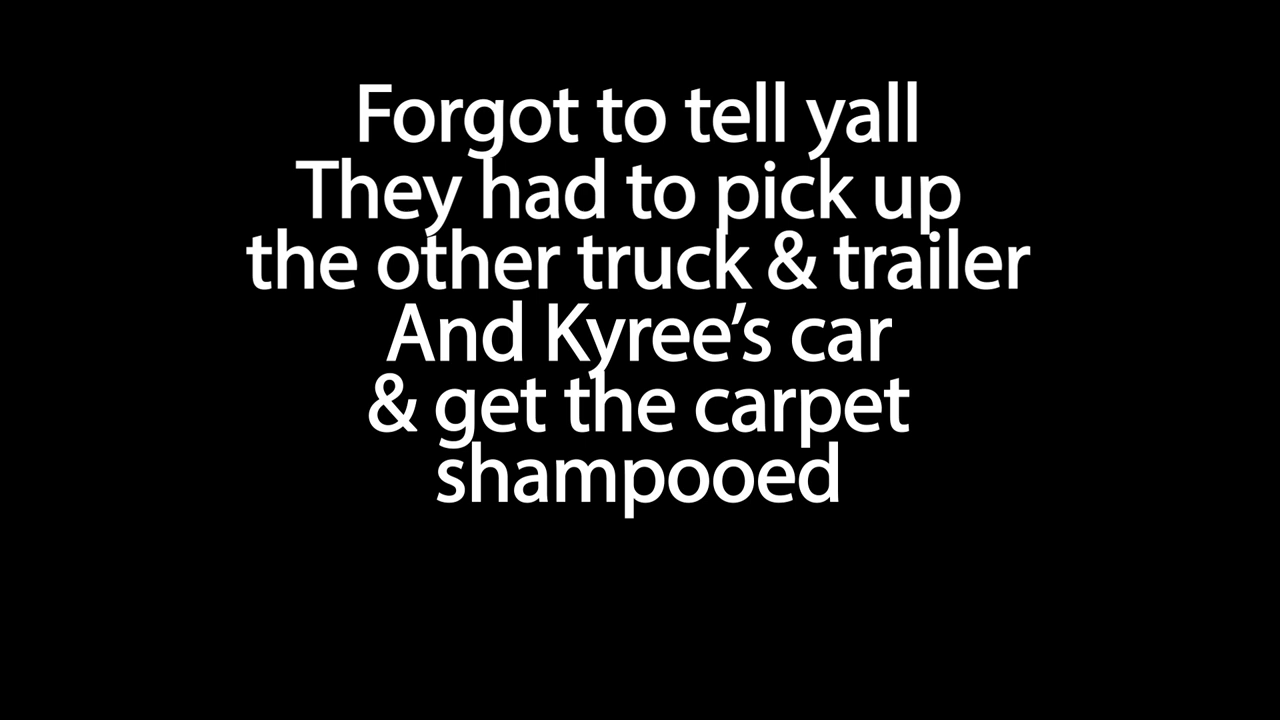 Forgot to tell yall
They had to pick up
the other truck & trailer
And Kyree’s car
& get the carpet
shampooed